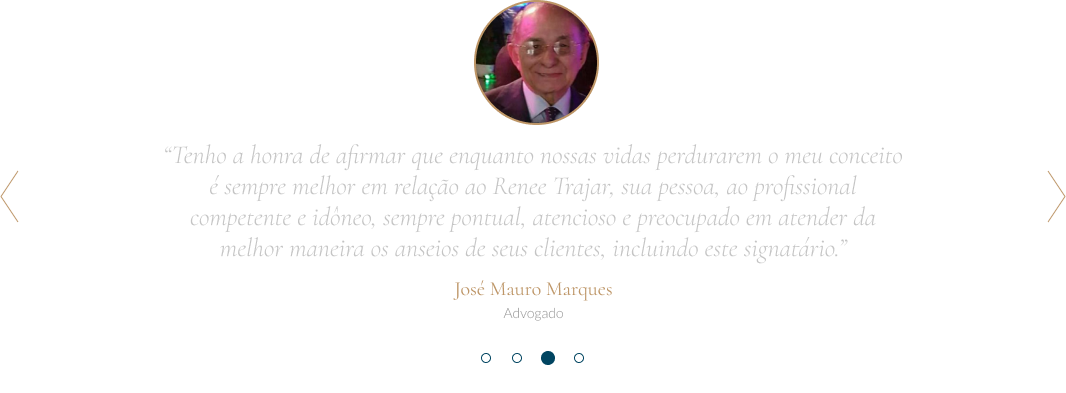 “Tenho a honra de afirmar que enquanto nossas vidas perdurarem o meu conceito
é sempre melhor em relação ao Renee Trajar, sua pessoa, ao profissional
competente e idôneo, sempre pontual, atencioso e preocupado em atender da
melhor maneira os anseios de seus clientes, incluindo este signatário.”
José Mauro Marques
Advogado